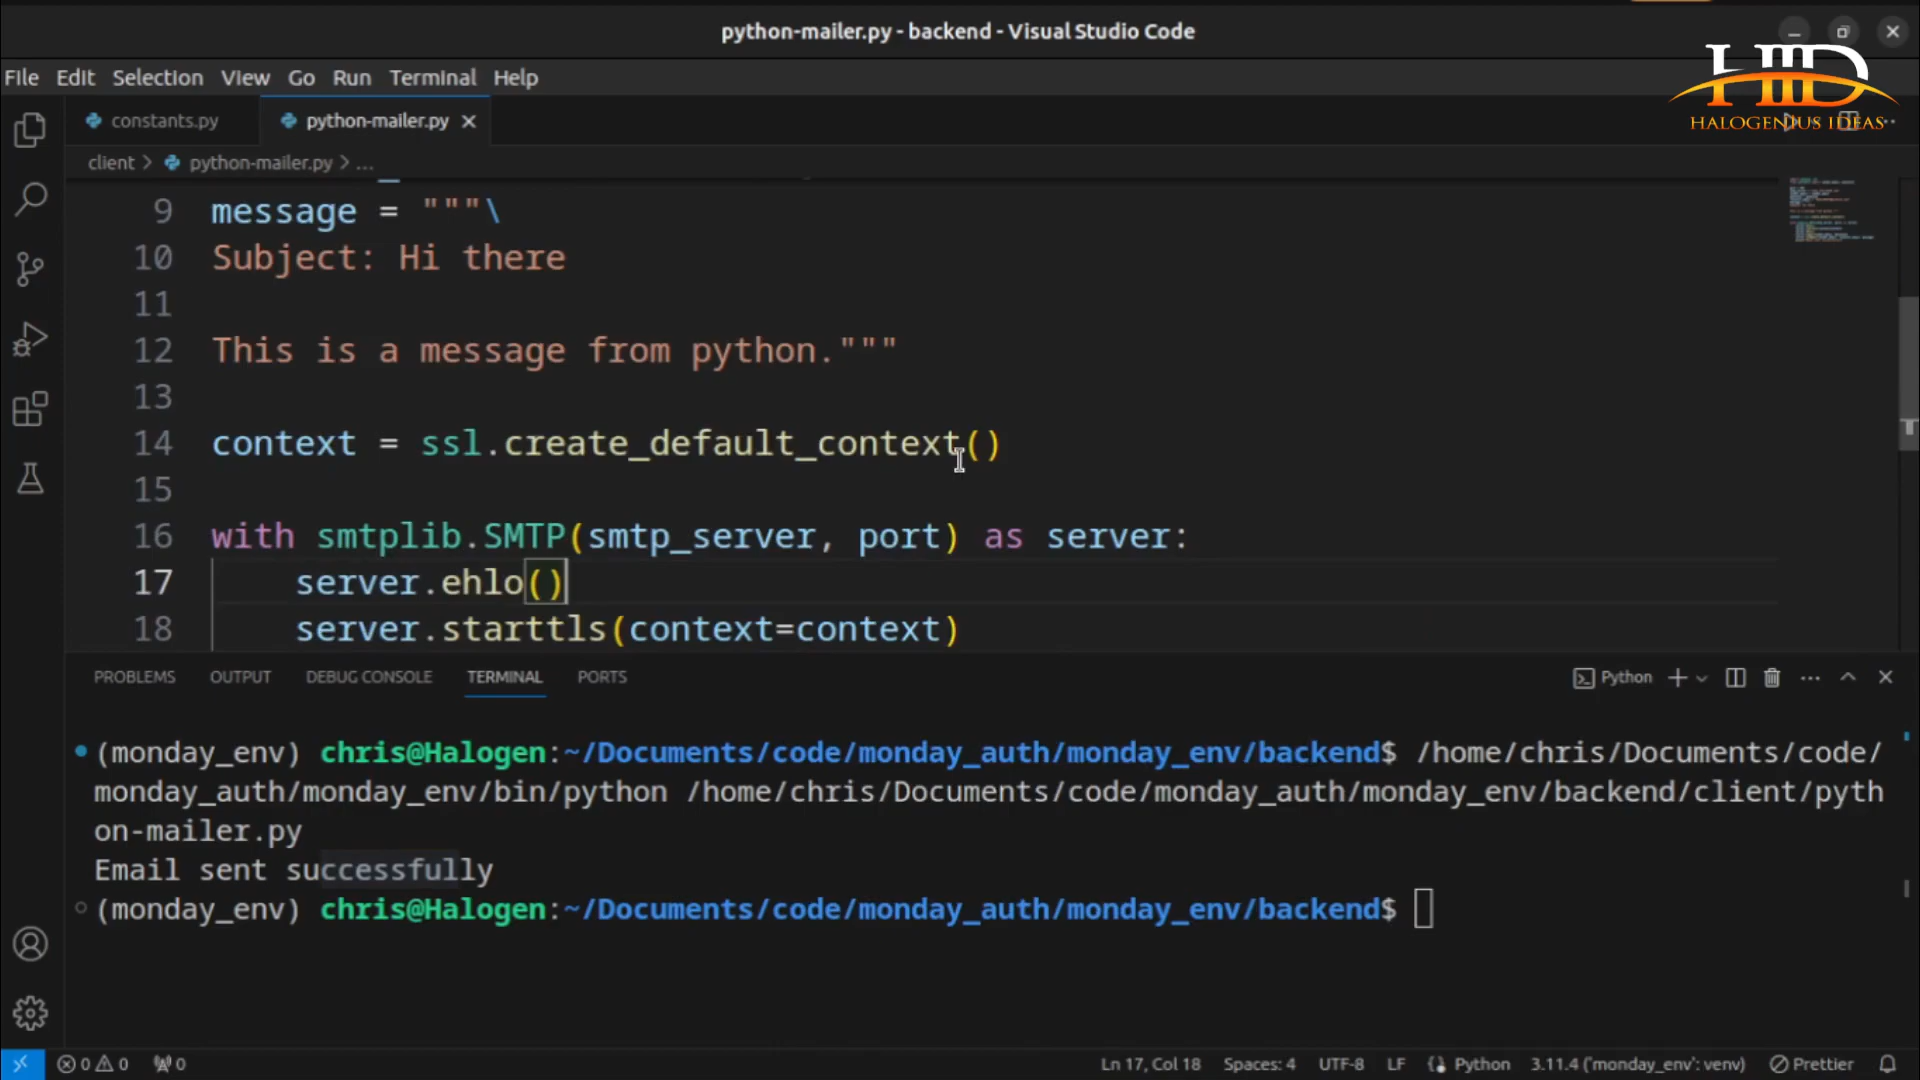 python-mailer.py - backend - Visual Studio Code
File Edit Selection View Go Run Terminal Help
HID
HALOGENIUS IDEAS
constants.py python-mailer.py
client > python-mailer.py > ...
9 message = """\
10 Subject: Hi there
11
12 This is a message from python."""
13
14 context = ssl.create_default_context()
15
16 with smtplib.SMTP(smtp_server, port) as server:
17 server.ehlo()
18 server.starttls(context=context)
PROBLEMS OUTPUT DEBUG CONSOLE TERMINAL PORTS Python
(monday_env) chris@Halogen:~/Documents/code/monday_auth/monday_env/backend$ /home/chris/Documents/code/
monday_auth/monday_env/bin/python /home/chris/Documents/code/monday_auth/monday_env/backend/client/pyth
on-mailer.py
Email sent successfully
(monday_env) chris@Halogen:~/Documents/code/monday_auth/monday_env/backend$
0 0 0 Ln 17, Col 18 Spaces: 4 UTF-8 LF Python 3.11.4 ('monday_env': venv) Prettier